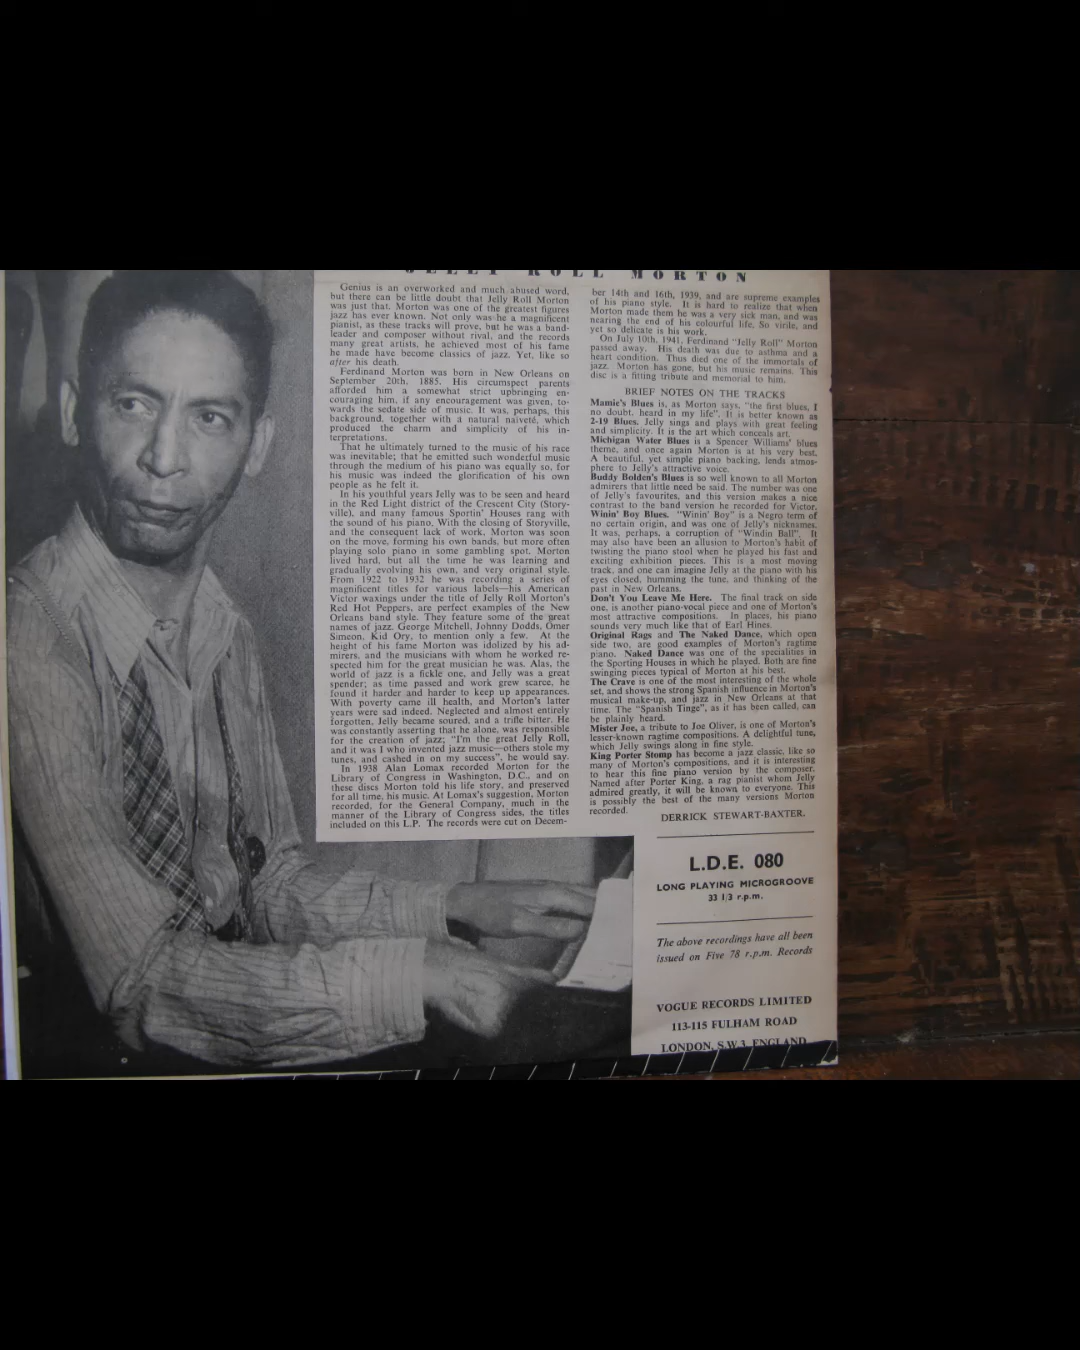 JELLY ROLL MORTON
Genius is an overworked and much abused word,
but there can be little doubt that Jelly Roll Morton
was just that. Morton was one of the greatest figures
jazz has ever known. Not only was he a magnificent
pianist, as these tracks will prove, but he was a band-
leader and composer without rival, and the records
many great artists, he achieved most of his fame
he made have become classics of jazz. Yet, like so
after his death.
Ferdinand Morton was born in New Orleans on
September 20th, 1885. His circumspect parents
afforded him a somewhat strict upbringing en-
couraging him, if any encouragement was given, to-
wards the sedate side of music. It was, perhaps, this
background, together with a natural naïveté, which
produced the charm and simplicity of his in-
terpretations.
That he ultimately turned to the music of his race
was inevitable; that he emitted such wonderful music
through the medium of his piano was equally so, for
his music was indeed the glorification of his own
people as he felt it.
In his youthful years Jelly was to be seen and heard
in the Red Light district of the Crescent City (Story-
ville), and many famous Sportin' Houses rang with
the sound of his piano. With the closing of Storyville,
and the consequent lack of work, Morton was soon
on the move, forming his own bands, but more often
playing solo piano in some gambling spot. Morton
lived hard, but all the time he was learning and
gradually evolving his own, and very original style.
From 1922 to 1932 he was recording a series of
magnificent titles for various labels—his American
Victor waxings under the title of Jelly Roll Morton's
Red Hot Peppers, are perfect examples of the New
Orleans band style. They feature some of the great
names of jazz. George Mitchell, Johnny Dodds, Omer
Simeon, Kid Ory, to mention only a few. At the
height of his fame Morton was idolized by his ad-
mirers, and the musicians with whom he worked re-
spected him for the great musician he was. Alas, the
world of jazz is a fickle one, and Jelly was a great
spender; as time passed and work grew scarce, he
found it harder and harder to keep up appearances.
With poverty came ill health, and Morton's latter
years were sad indeed. Neglected and almost entirely
forgotten, Jelly became soured, and a trifle bitter. He
was constantly asserting that he alone, was responsible
for the creation of jazz; "I'm the great Jelly Roll,
and it was I who invented jazz music—others stole my
tunes, and cashed in on my success", he would say.
In 1938 Alan Lomax recorded Morton for the
Library of Congress in Washington, D.C., and on
these discs Morton told his life story, and preserved
for all time, his music. At Lomax's suggestion, Morton
recorded, for the General Company, much in the
manner of the Library of Congress sides, the titles
included on this L.P. The records were cut on Decem-
ber 14th and 16th, 1939, and are supreme examples
of his piano style. It is hard to realize that when
Morton made them he was a very sick man, and was
nearing the end of his colourful life. So virile, and
yet so delicate is his work.
On July 10th, 1941, Ferdinand "Jelly Roll" Morton
passed away. His death was due to asthma and a
heart condition. Thus died one of the immortals of
jazz. Morton has gone, but his music remains. This
disc is a fitting tribute and memorial to him.
BRIEF NOTES ON THE TRACKS
Mamie's Blues is, as Morton says, "the first blues, I
no doubt, heard in my life". It is better known as
2-19 Blues. Jelly sings and plays with great feeling
and simplicity. It is the art which conceals art.
Michigan Water Blues is a Spencer Williams' blues
theme, and once again Morton is at his very best.
A beautiful, yet simple piano backing, lends atmos-
phere to Jelly's attractive voice.
Buddy Bolden's Blues is so well known to all Morton
admirers that little need be said. The number was one
of Jelly's favourites, and this version makes a nice
contrast to the band version he recorded for Victor.
Winin' Boy Blues. "Winin' Boy" is a Negro term of
no certain origin, and was one of Jelly's nicknames.
It was, perhaps, a corruption of "Windin Ball". It
may also have been an allusion to Morton's habit of
twisting the piano stool when he played his fast and
exciting exhibition pieces. This is a most moving
track, and one can imagine Jelly at the piano with his
eyes closed, humming the tune, and thinking of the
past in New Orleans.
Don't You Leave Me Here. The final track on side
one, is another piano-vocal piece and one of Morton's
most attractive compositions. In places, his piano
sounds very much like that of Earl Hines.
Original Rags and The Naked Dance, which open
side two, are good examples of Morton's ragtime
piano. Naked Dance was one of the specialities in
the Sporting Houses in which he played. Both are fine
swinging pieces typical of Morton at his best.
The Crave is one of the most interesting of the whole
set, and shows the strong Spanish influence in Morton's
musical make-up, and jazz in New Orleans at that
time. The "Spanish Tinge", as it has been called, can
be plainly heard.
Mister Joe, a tribute to Joe Oliver, is one of Morton's
lesser-known ragtime compositions. A delightful tune,
which Jelly swings along in fine style.
King Porter Stomp has become a jazz classic, like so
many of Morton's compositions, and it is interesting
to hear this fine piano version by the composer.
Named after Porter King, a rag pianist whom Jelly
admired greatly, it will be known to everyone. This
is possibly the best of the many versions Morton
recorded.
DERRICK STEWART-BAXTER.
L.D.E. 080
LONG PLAYING MICROGROOVE
33 1/3 r.p.m.
The above recordings have all been
issued on Five 78 r.p.m. Records
VOGUE RECORDS LIMITED
113-115 FULHAM ROAD
LONDON, S.W.3 ENGLAND